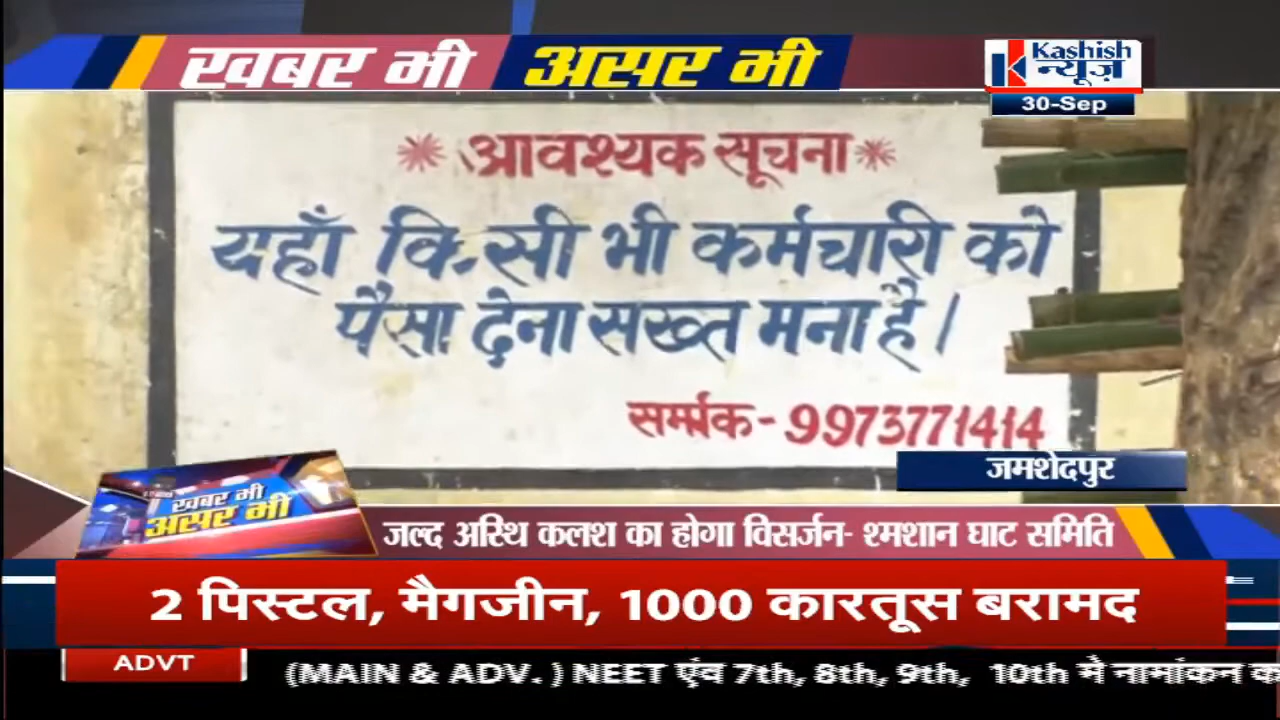 खबर भी असर भी
Kashish
न्यूज़
30-Sep
आवश्यक सूचना
यहाँ किसी भी कर्मचारी को
पैसा देना सख्त मना है।
सर्म्पक - 9973771414
जमशेदपुर
खबर भी
असर भी
जल्द अस्थि कलश का होगा विसर्जन- श्मशान घाट समिति
2 पिस्टल, मैगजीन, 1000 कारतूस बरामद
ADVT
(MAIN & ADV. ) NEET एंव 7th, 8th, 9th, 10th मे नामांकन